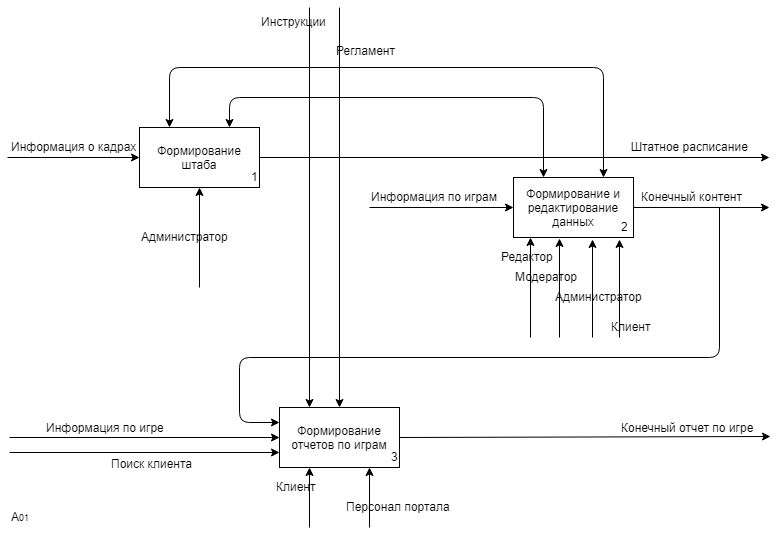 Инструкции
Регламент
Информация о кадрах
Формирование
штаба
1
Штатное расписание
Администратор
Информация по играм
Формирование и
редактирование
данных
2
Конечный контент
Редактор
Модератор
Администратор
Клиент
Информация по игре
Поиск клиента
Формирование
отчетов по играм
3
Конечный отчет по игре
Клиент
Персонал портала
A01